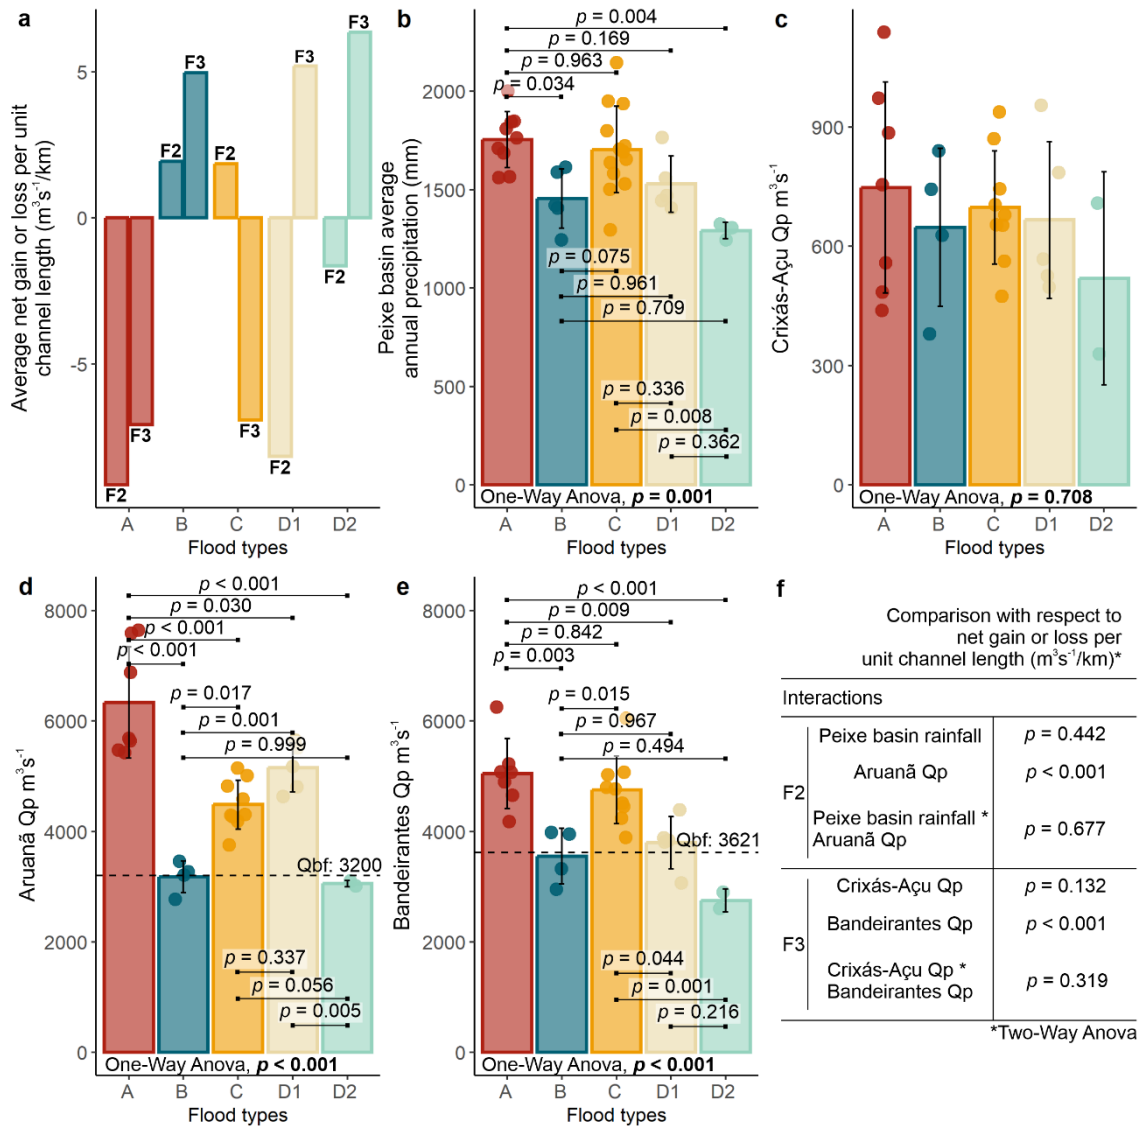 a
Average net gain or loss per unit
channel length (m³s⁻¹/km)
5
0
-5
F2
F3
F2
F3
F2
F3
F2
F3
F2
F3
A
B
C
D1
D2
Flood types
b
Peixe basin average
annual precipitation (mm)
2000
1500
1000
500
0
p = 0.004
p = 0.169
p = 0.963
p = 0.034
p = 0.075
p = 0.961
p = 0.709
p = 0.336
p = 0.008
p = 0.362
One-Way Anova, p = 0.001
A
B
C
D1
D2
Flood types
c
Crixás-Açu Qp m³s⁻¹
900
600
300
0
One-Way Anova, p = 0.708
A
B
C
D1
D2
Flood types
d
Aruanã Qp m³s⁻¹
8000
6000
4000
2000
0
p < 0.001
p = 0.030
p < 0.001
p < 0.001
p = 0.017
p = 0.001
p = 0.999
Qbf: 3200
p = 0.337
p = 0.056
p = 0.005
One-Way Anova, p < 0.001
A
B
C
D1
D2
Flood types
e
Bandeirantes Qp m³s⁻¹
8000
6000
4000
2000
0
p < 0.001
p = 0.009
p = 0.842
p = 0.003
p = 0.015
p = 0.967
p = 0.494
Qbf: 3621
p = 0.044
p = 0.001
p = 0.216
One-Way Anova, p < 0.001
A
B
C
D1
D2
Flood types
f
Comparison with respect to
net gain or loss per
unit channel length (m³s⁻¹/km)*
Interactions
F2
Peixe basin rainfall
p = 0.442
Aruanã Qp
p < 0.001
Peixe basin rainfall *
Aruanã Qp
p = 0.677
F3
Crixás-Açu Qp
p = 0.132
Bandeirantes Qp
p < 0.001
Crixás-Açu Qp *
Bandeirantes Qp
p = 0.319
*Two-Way Anova